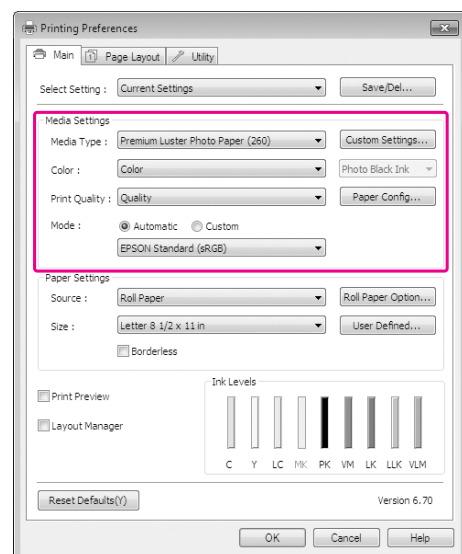 Printing Preferences
Main Page Layout Utility
Select Setting : Current Settings Save/Del...
Media Settings
Media Type : Premium Luster Photo Paper (260) Custom Settings...
Color : Color Photo Black Ink
Print Quality : Quality Paper Config...
Mode : Automatic Custom
EPSON Standard (sRGB)
Paper Settings
Source : Roll Paper Roll Paper Option...
Size : Letter 8 1/2 x 11 in User Defined...
Borderless
Ink Levels
Print Preview
Layout Manager
C Y LC MK PK VM LK LLK VLM
Reset Defaults(Y) Version 6.70
OK Cancel Help